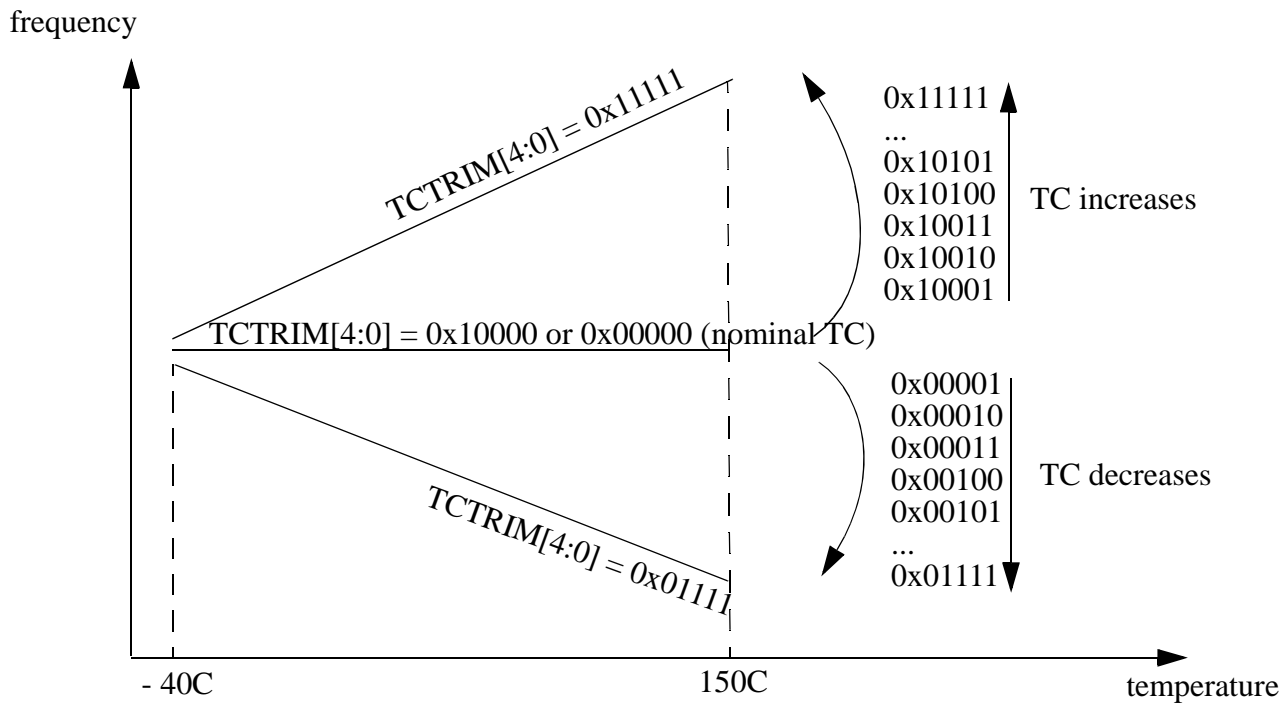 frequency
TCTRIM[4:0] = 0x11111
0x11111
...
0x10101
0x10100
0x10011
0x10010
0x10001
TC increases
TCTRIM[4:0] = 0x10000 or 0x00000 (nominal TC)
0x00001
0x00010
0x00011
0x00100
0x00101
...
0x01111
TC decreases
TCTRIM[4:0] = 0x01111
- 40C
150C
temperature